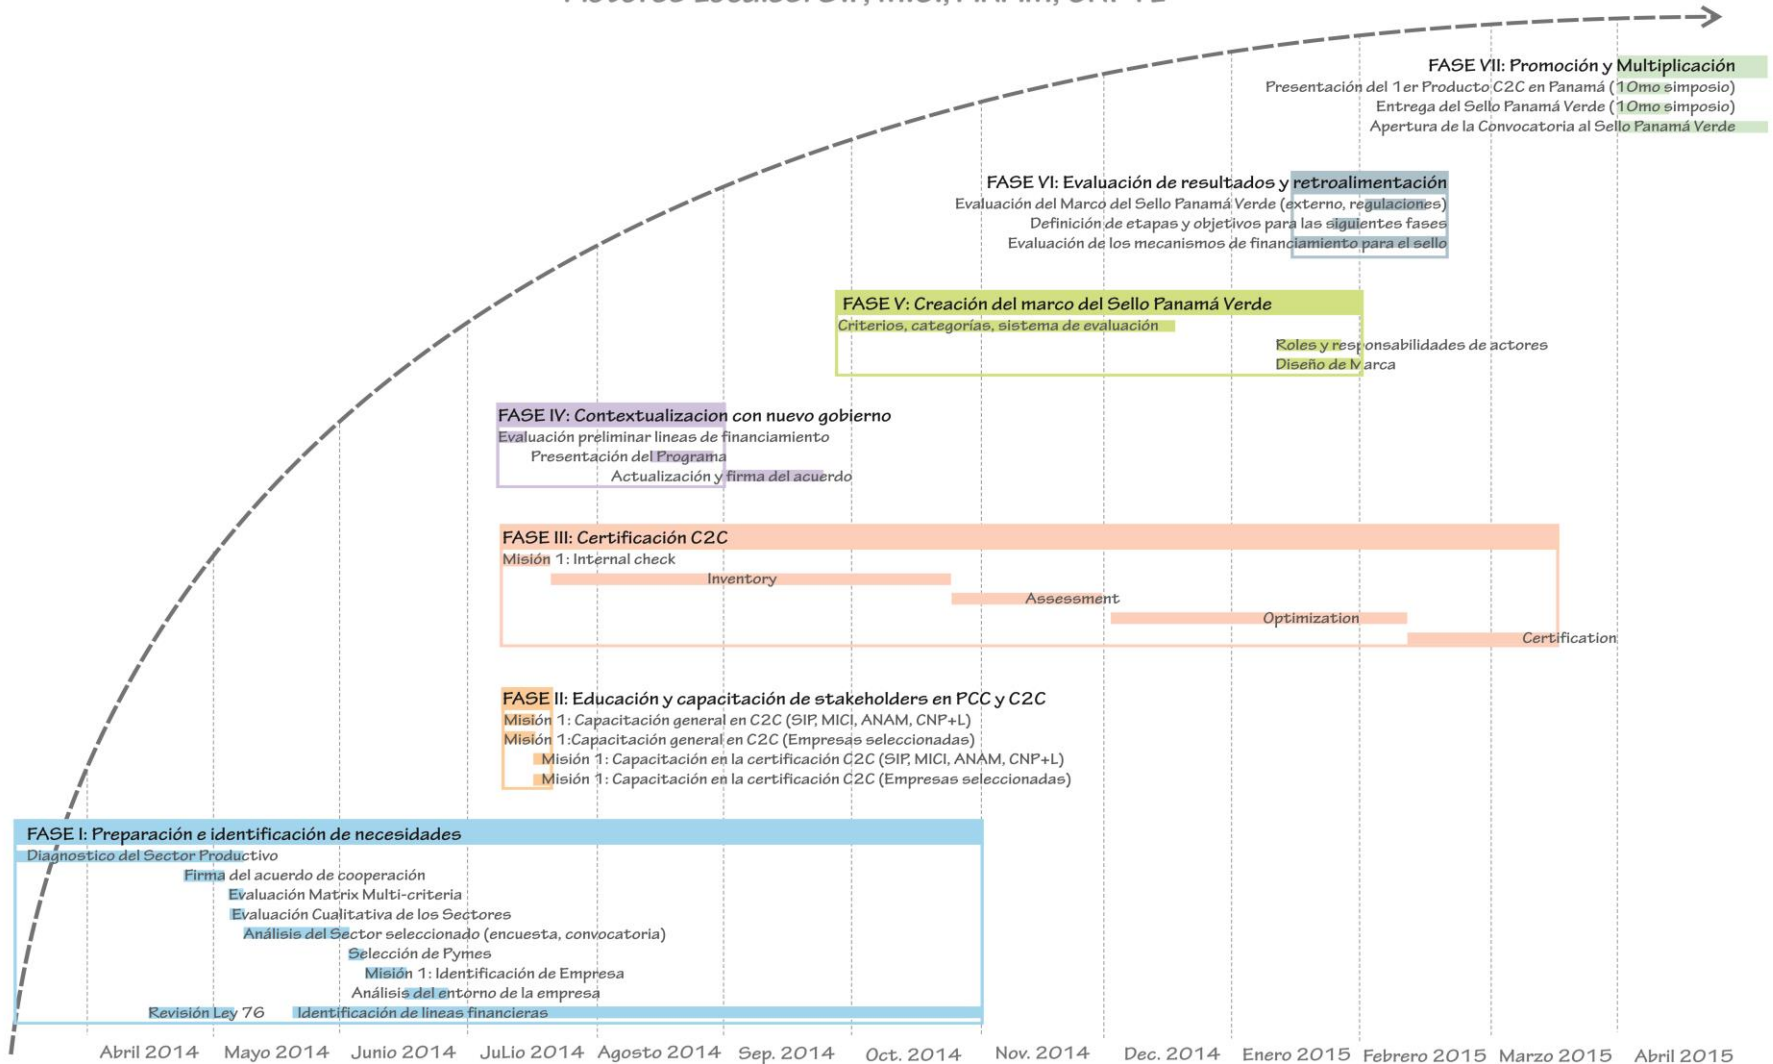 FASE VII: Promoción y Multiplicación
Presentación del 1er Producto C2C en Panamá (10mo simposio)
Entrega del Sello Panamá Verde (10mo simposio)
Apertura de la Convocatoria al Sello Panamá Verde
FASE VI: Evaluación de resultados y retroalimentación
Evaluación del Marco del Sello Panamá Verde (externo, regulaciones)
Definición de etapas y objetivos para las siguientes fases
Evaluación de los mecanismos de financiamiento para el sello
FASE V: Creación del marco del Sello Panamá Verde
Criterios, categorías, sistema de evaluación
Roles y responsabilidades de actores
Diseño de Marca
FASE IV: Contextualizacion con nuevo gobierno
Evaluación preliminar lineas de financiamiento
Presentación del Programa
Actualización y firma del acuerdo
FASE III: Certificación C2C
Misión 1: Internal check
Inventory
Assessment
Optimization
Certification
FASE II: Educación y capacitación de stakeholders en PCC y C2C
Misión 1: Capacitación general en C2C (SIP, MICI, ANAM, CNP+L)
Misión 1:Capacitación general en C2C (Empresas seleccionadas)
Misión 1: Capacitación en la certificación C2C (SIP, MICI, ANAM, CNP+L)
Misión 1: Capacitación en la certificación C2C (Empresas seleccionadas)
FASE I: Preparación e identificación de necesidades
Diagnostico del Sector Productivo
Firma del acuerdo de cooperación
Evaluación Matrix Multi-criteria
Evaluación Cualitativa de los Sectores
Análisis del Sector seleccionado (encuesta, convocatoria)
Selección de Pymes
Misión 1: Identificación de Empresa
Análisis del entorno de la empresa
Revisión Ley 76 Identificación de lineas financieras
Abril 2014 Mayo 2014 Junio 2014 JuLio 2014 Agosto 2014 Sep. 2014 Oct. 2014 Nov. 2014 Dec. 2014 Enero 2015 Febrero 2015 Marzo 2015 Abril 2015